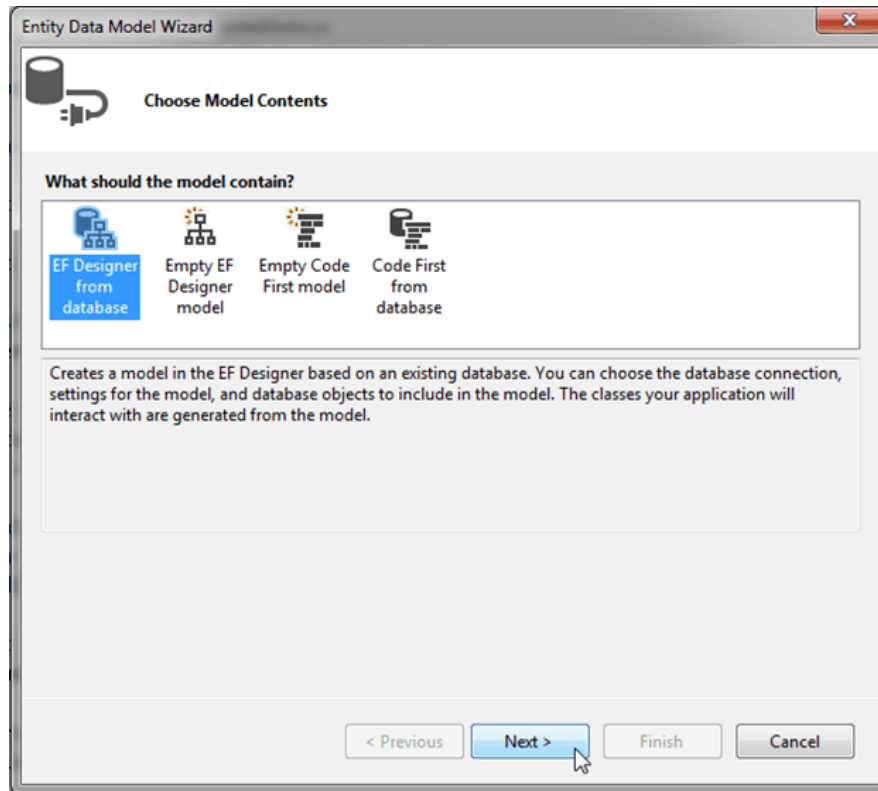 Entity Data Model Wizard
Choose Model Contents
What should the model contain?
EF Designer
from
database
Empty EF
Designer
model
Empty Code
First model
Code First
from
database
Creates a model in the EF Designer based on an existing database. You can choose the database connection,
settings for the model, and database objects to include in the model. The classes your application will
interact with are generated from the model.
< Previous
Next >
Finish
Cancel